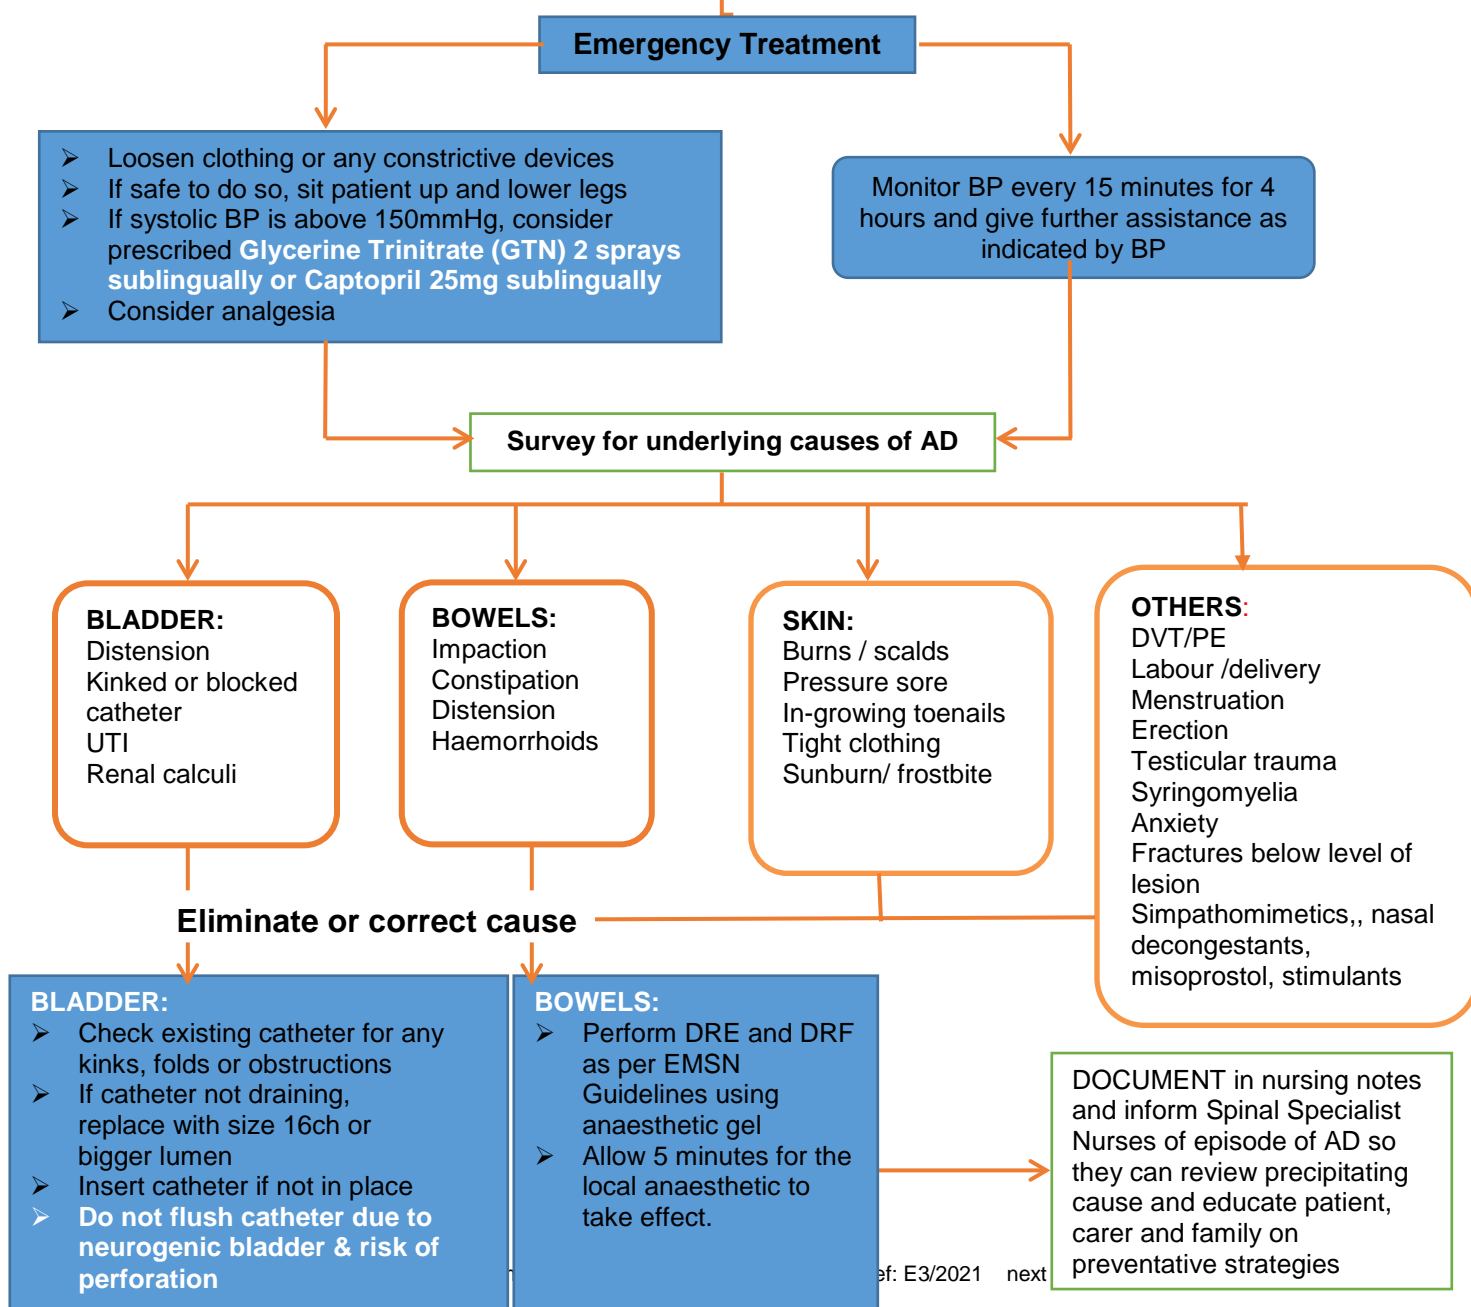 Emergency Treatment
➢ Loosen clothing or any constrictive devices
➢ If safe to do so, sit patient up and lower legs
➢ If systolic BP is above 150mmHg, consider
prescribed Glycerine Trinitrate (GTN) 2 sprays
sublingually or Captopril 25mg sublingually
➢ Consider analgesia
Monitor BP every 15 minutes for 4
hours and give further assistance as
indicated by BP
Survey for underlying causes of AD
BLADDER:
Distension
Kinked or blocked
catheter
UTI
Renal calculi
BOWELS:
Impaction
Constipation
Distension
Haemorrhoids
SKIN:
Burns / scalds
Pressure sore
In-growing toenails
Tight clothing
Sunburn/ frostbite
OTHERS:
DVT/PE
Labour /delivery
Menstruation
Erection
Testicular trauma
Syringomyelia
Anxiety
Fractures below level of
lesion
Simpathomimetics,, nasal
decongestants,
misoprostol, stimulants
Eliminate or correct cause
BLADDER:
➢ Check existing catheter for any
kinks, folds or obstructions
➢ If catheter not draining,
replace with size 16ch or
bigger lumen
➢ Insert catheter if not in place
➢ Do not flush catheter due to
neurogenic bladder & risk of
perforation
BOWELS:
➢ Perform DRE and DRF
as per EMSN
Guidelines using
anaesthetic gel
➢ Allow 5 minutes for the
local anaesthetic to
take effect.
DOCUMENT in nursing notes
and inform Spinal Specialist
Nurses of episode of AD so
they can review precipitating
cause and educate patient,
carer and family on
preventative strategies
E3/2021 next